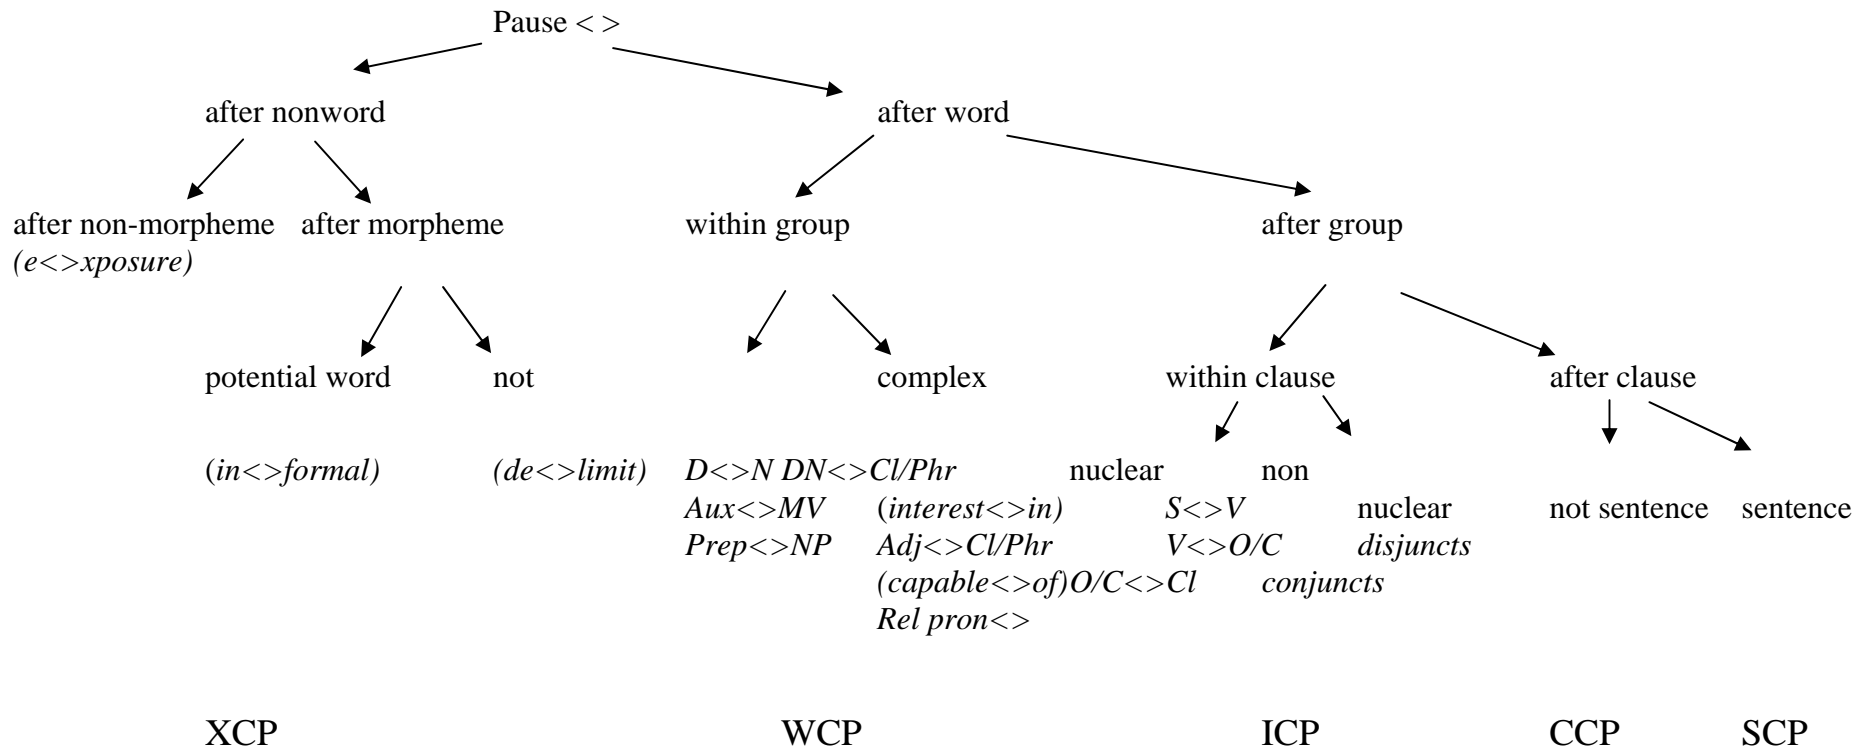 Pause < >
after nonword after word
after non-morpheme after morpheme within group after group
(e<>xposure)
potential word not complex within clause after clause
(in<>formal) (de<>limit) D<>N DN<>Cl/Phr nuclear non
Aux<>MV (interest<>in) S<>V nuclear not sentence sentence
Prep<>NP Adj<>Cl/Phr V<>O/C disjuncts
(capable<>of)O/C<>Cl conjuncts
Rel pron<>
XCP WCP ICP CCP SCP